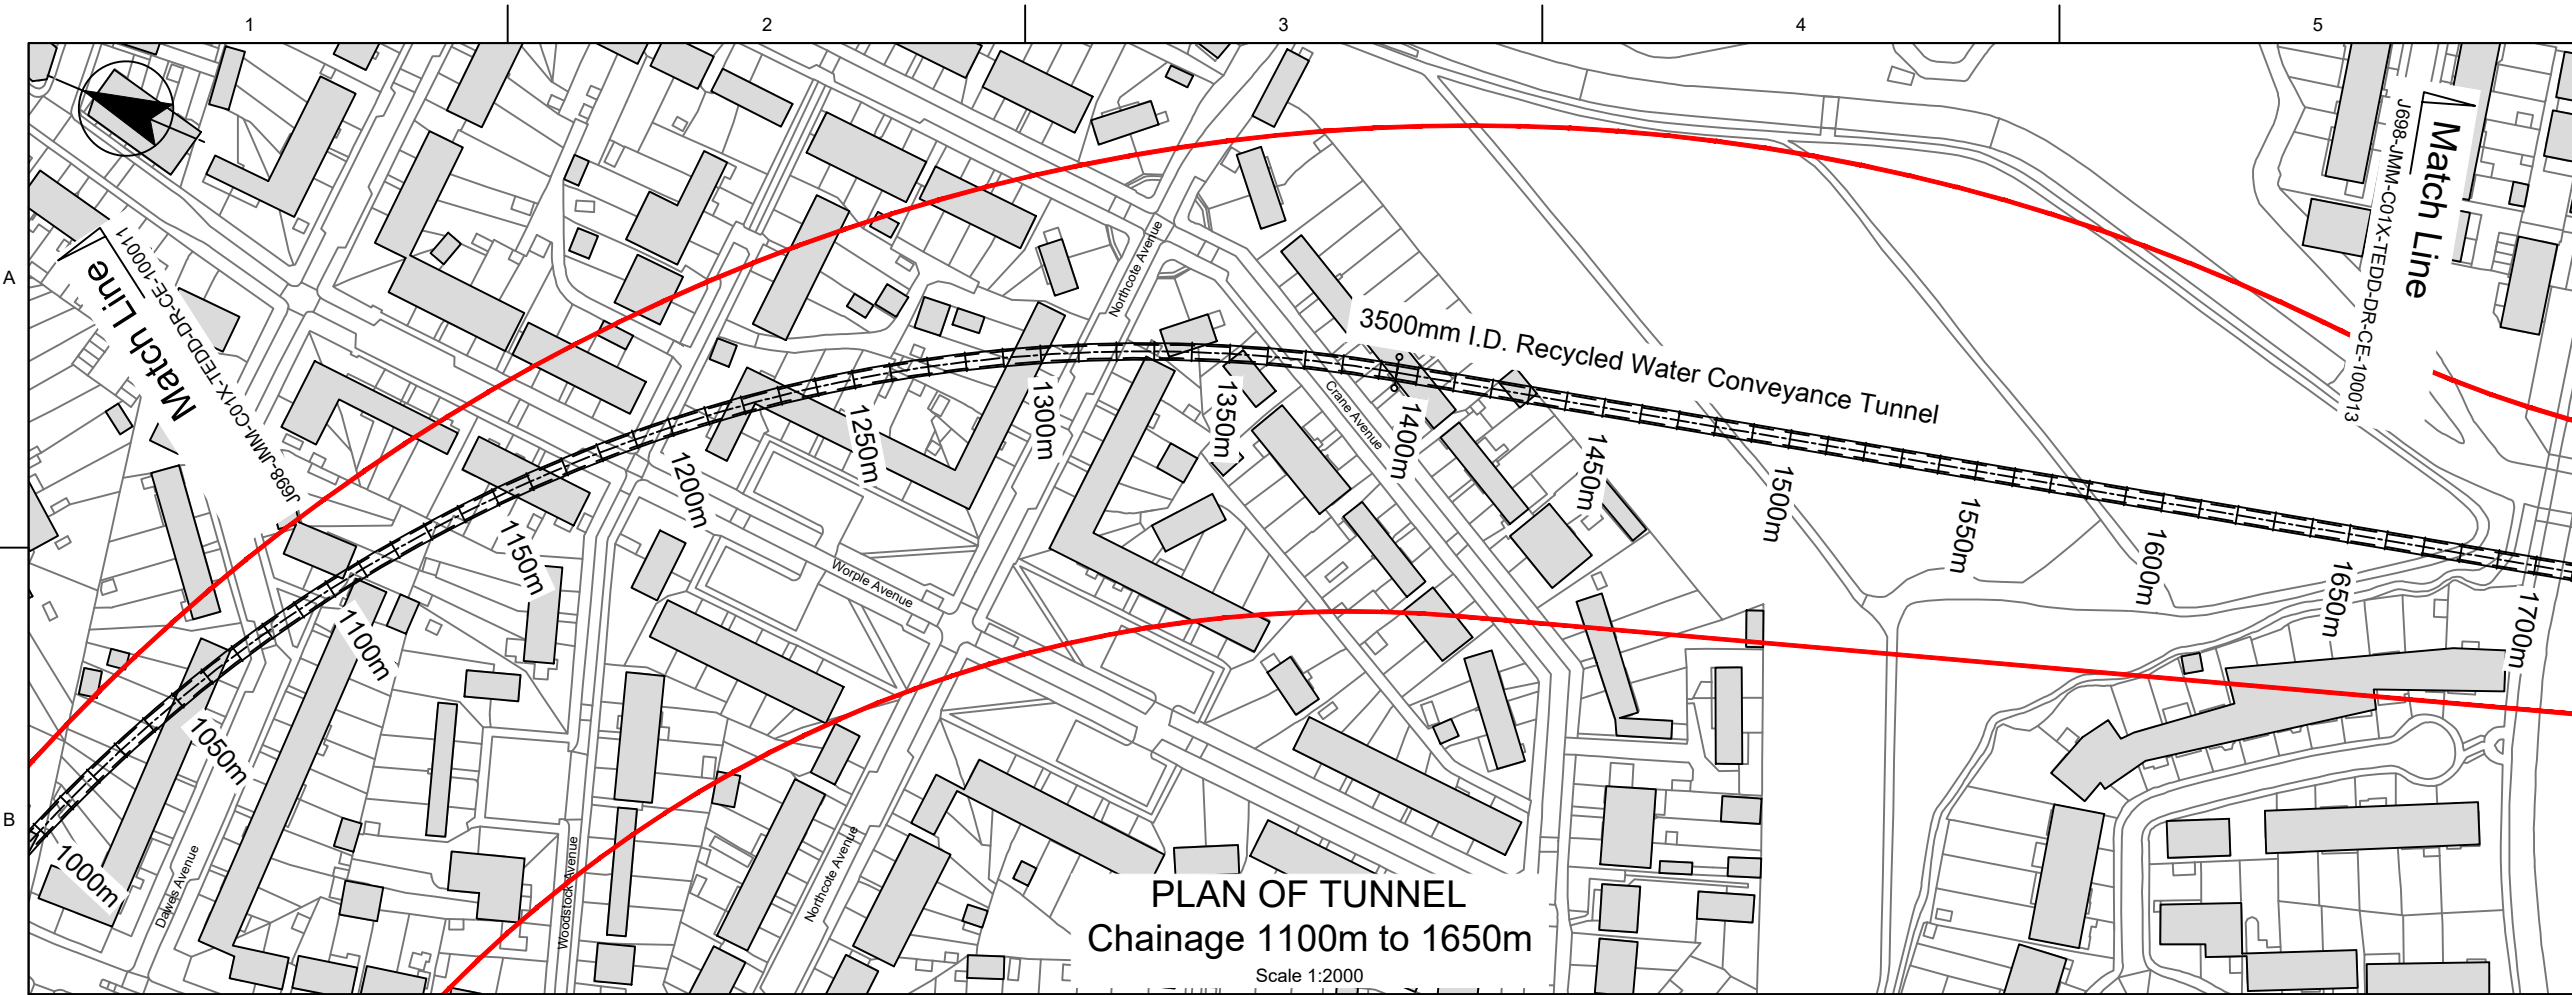 1
2
3
4
5
A
B
Match Line
J698-JMM-C01X-TEDD-DR-CE-100011
Match Line
J698-JMM-C01X-TEDD-DR-CE-100013
3500mm I.D. Recycled Water Conveyance Tunnel
Northcote Avenue
Crane Avenue
Worple Avenue
Dawes Avenue
Woodstock Avenue
Northcote Avenue
1000m
1050m
1100m
1150m
1200m
1250m
1300m
1350m
1400m
1450m
1500m
1550m
1600m
1650m
1700m
PLAN OF TUNNEL
Chainage 1100m to 1650m
Scale 1:2000